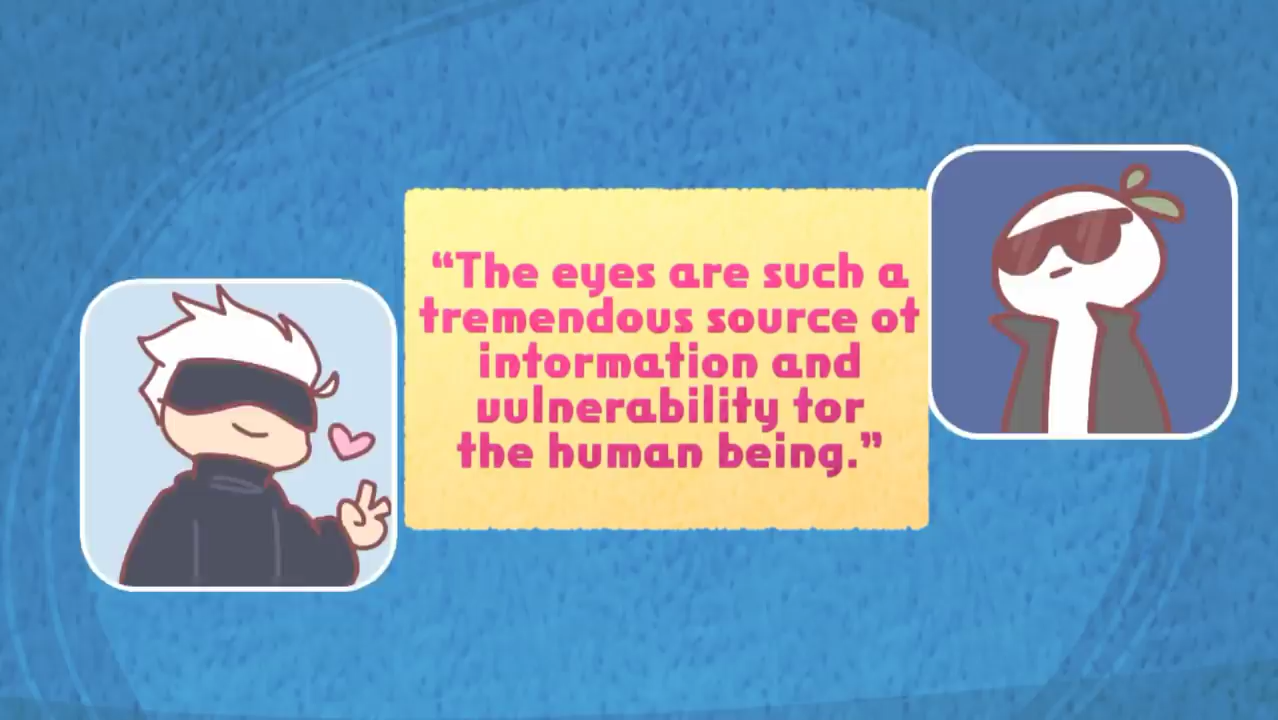 “The eyes are such a
tremendous source of
information and
vulnerability for
the human being.”